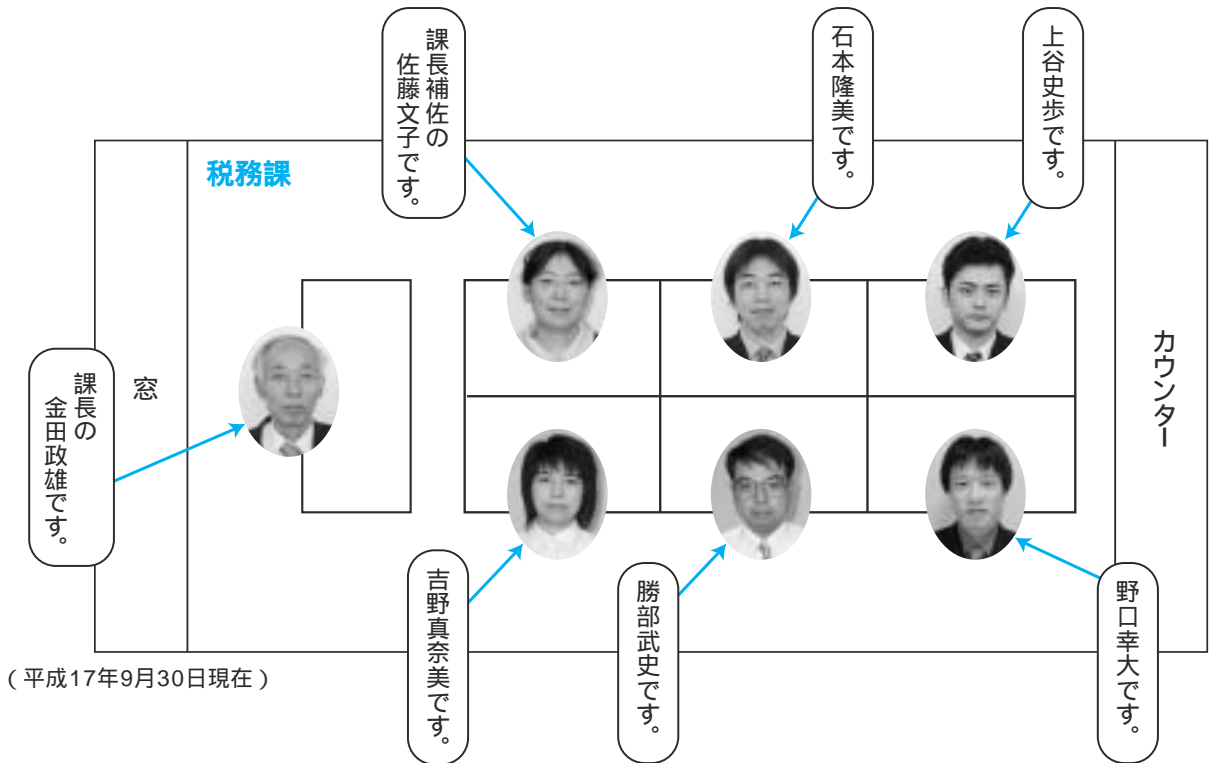 税務課
課長補佐の
佐藤文子です。
石本隆美です。
上谷史歩です。
課長の
金田政雄です。
窓
カウンター
吉野真奈美です。
勝部武史です。
野口幸大です。
(平成17年9月30日現在)